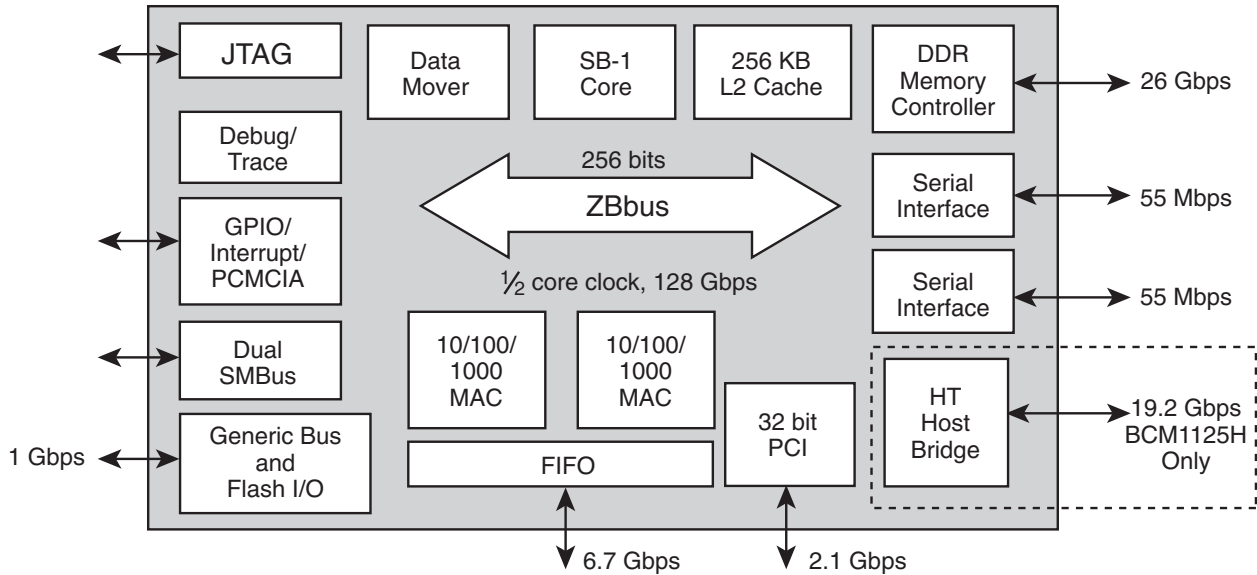 JTAG
Data
Mover
SB-1
Core
256 KB
L2 Cache
DDR
Memory
Controller
26 Gbps
Debug/
Trace
256 bits
ZBbus
Serial
Interface
55 Mbps
GPIO/
Interrupt/
PCMCIA
½ core clock, 128 Gbps
Serial
Interface
55 Mbps
Dual
SMBus
10/100/
1000
MAC
10/100/
1000
MAC
32 bit
PCI
HT
Host
Bridge
19.2 Gbps
BCM1125H
Only
1 Gbps
Generic Bus
and
Flash I/O
FIFO
6.7 Gbps
2.1 Gbps